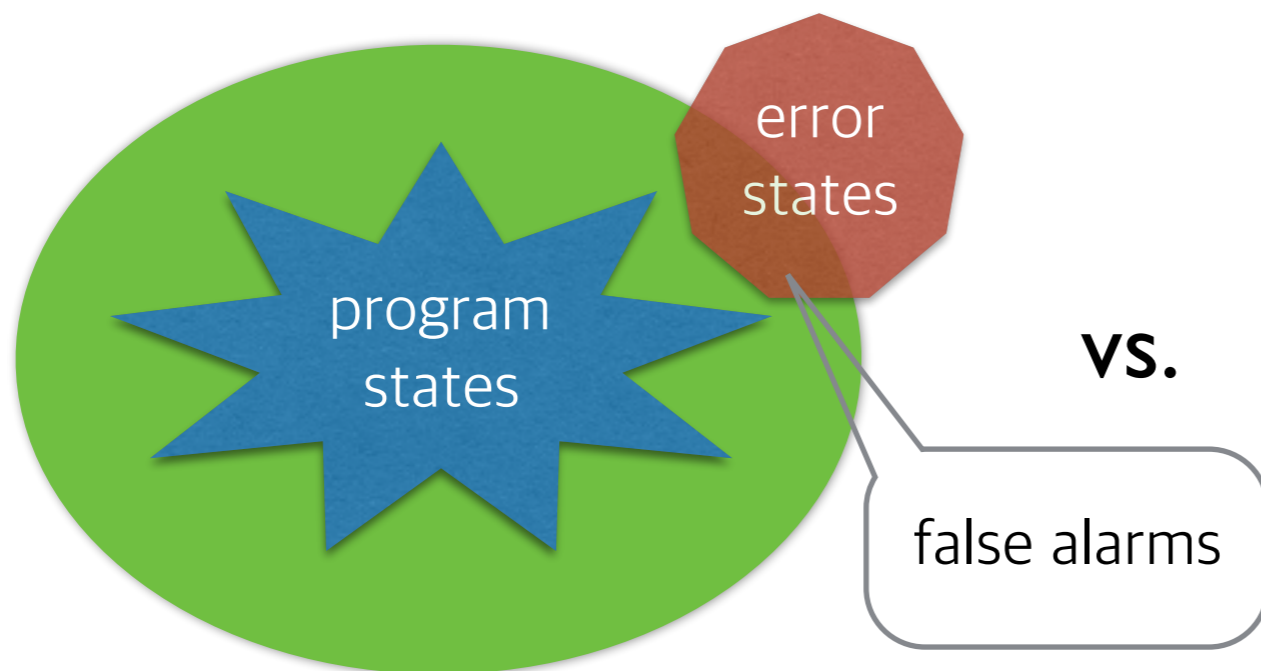 error
states
program
states
vs.
false alarms